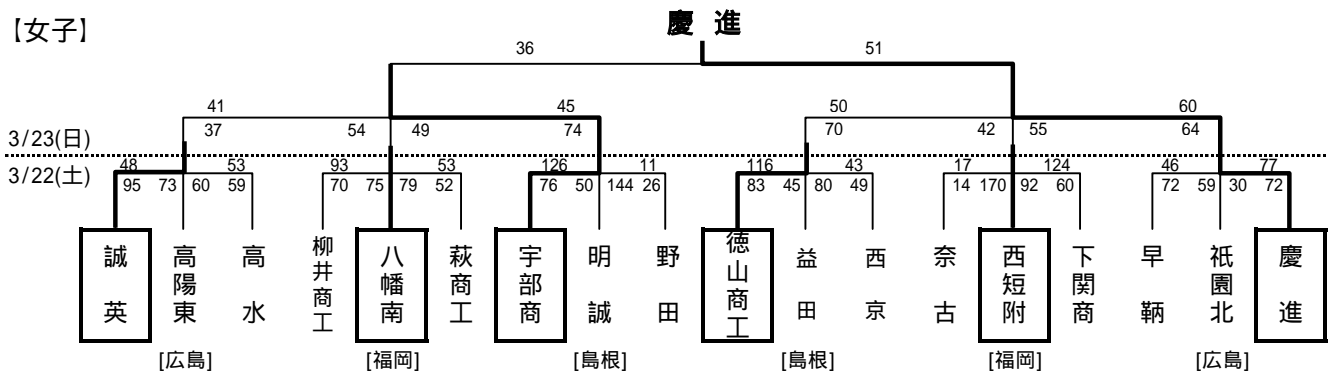 【女子】
慶 進
36 51
41 45 50 60
3/23(日)
37 54 49 74 70 42 55 64
48 53 93 53 126 11 116 43 17 124 46 77
3/22(土)
95 73 60 59 70 75 79 52 76 50 144 26 83 45 80 49 14 170 92 60 72 59 30 72
誠英
高陽東
高水
柳井商工
八幡南
萩商工
宇部商
明誠
野田
徳山商工
益田
西京
奈古
西短附
下関商
早鞆
祇園北
慶進
[広島] [福岡] [島根] [島根] [福岡] [広島]